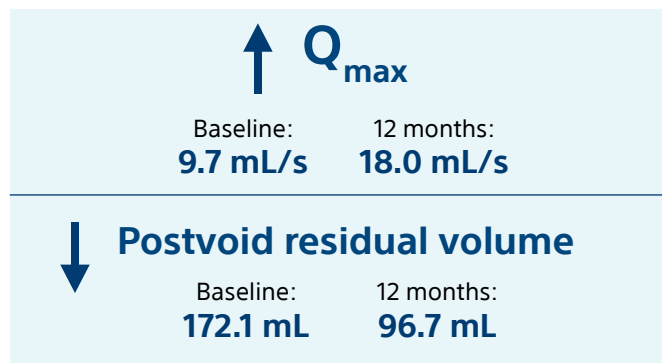 Qmax
Baseline: 12 months:
9.7 mL/s 18.0 mL/s
Postvoid residual volume
Baseline: 12 months:
172.1 mL 96.7 mL